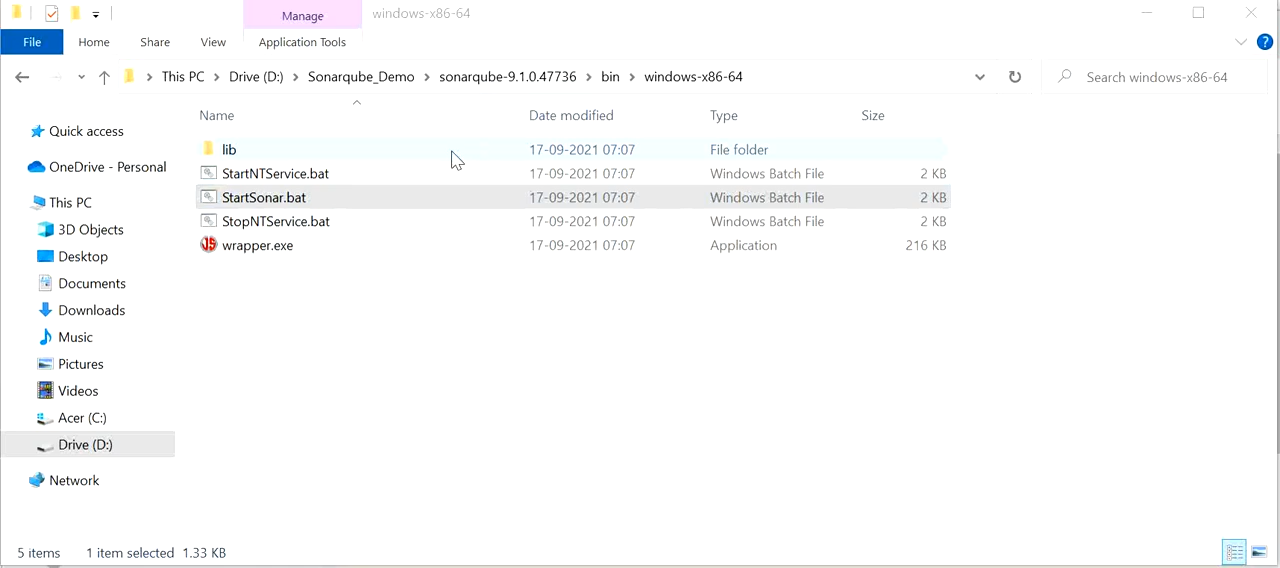 Manage windows-x86-64
File Home Share View Application Tools
This PC Drive (D:) Sonarqube_Demo sonarqube-9.1.0.47736 bin windows-x86-64 Search windows-x86-64
Name Date modified Type Size
Quick access
OneDrive - Personal
This PC
3D Objects
Desktop
Documents
Downloads
Music
Pictures
Videos
Acer (C:)
Drive (D:)
Network
lib 17-09-2021 07:07 File folder
StartNTService.bat 17-09-2021 07:07 Windows Batch File 2 KB
StartSonar.bat 17-09-2021 07:07 Windows Batch File 2 KB
StopNTService.bat 17-09-2021 07:07 Windows Batch File 2 KB
wrapper.exe 17-09-2021 07:07 Application 216 KB
5 items 1 item selected 1.33 KB